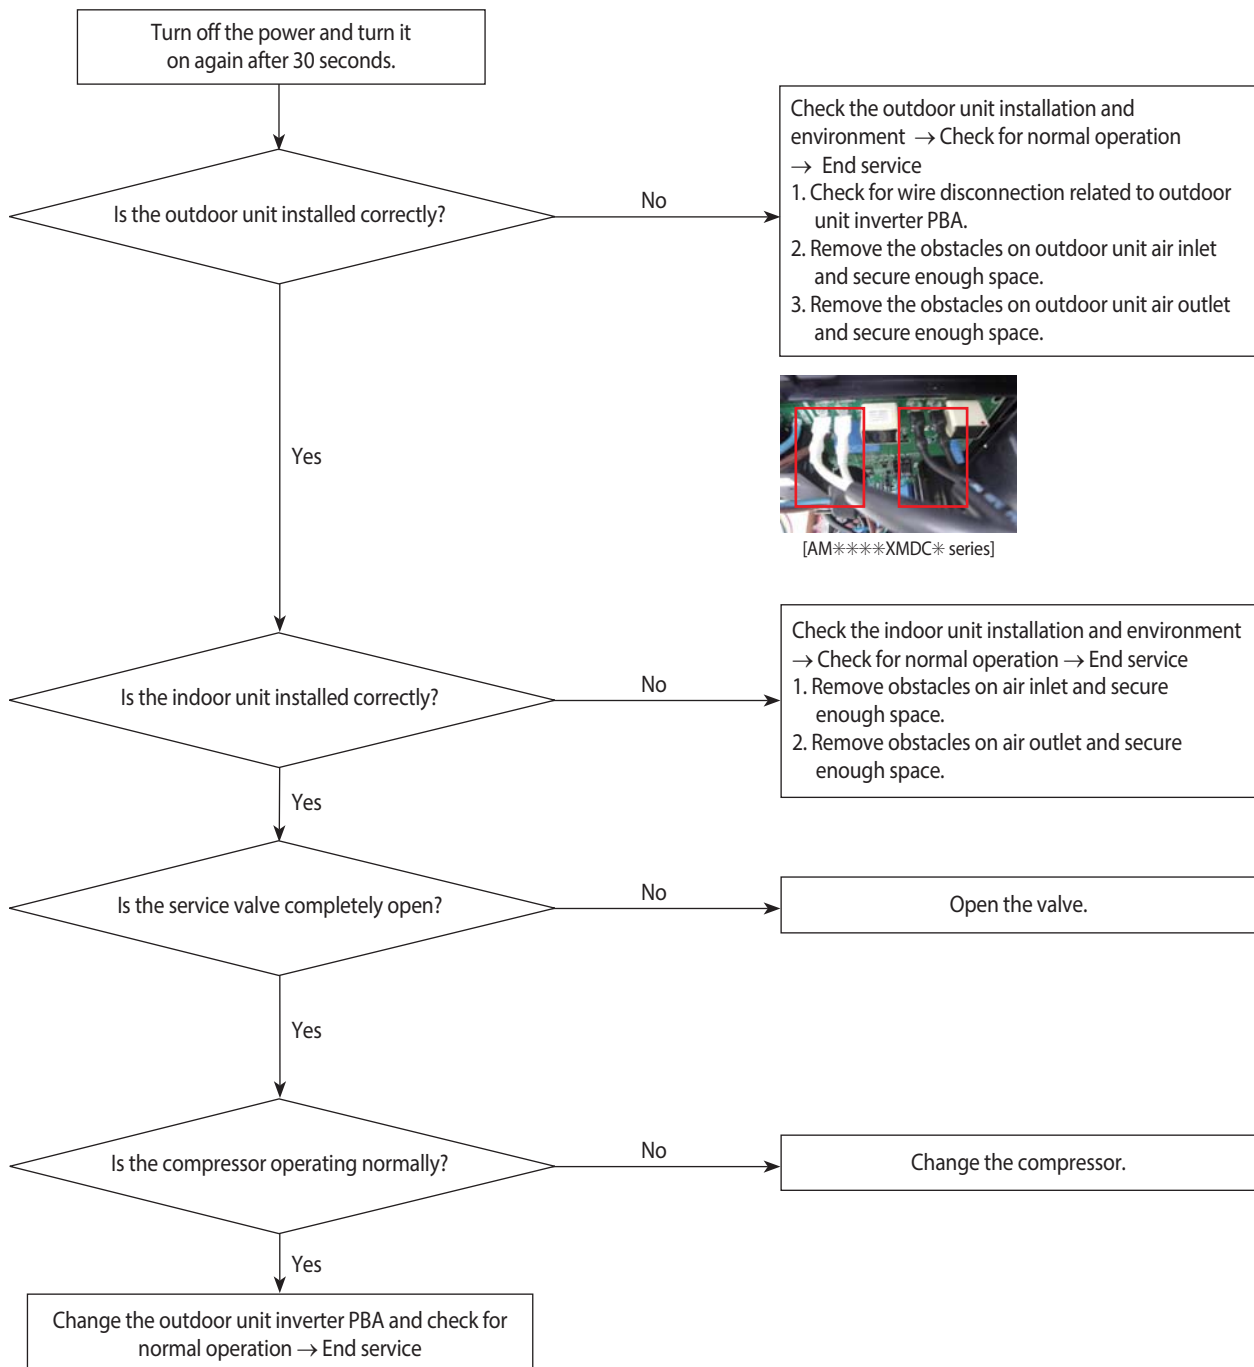 Turn off the power and turn it
on again after 30 seconds.
Is the outdoor unit installed correctly?
No
Check the outdoor unit installation and
environment → Check for normal operation
→ End service
1. Check for wire disconnection related to outdoor
unit inverter PBA.
2. Remove the obstacles on outdoor unit air inlet
and secure enough space.
3. Remove the obstacles on outdoor unit air outlet
and secure enough space.
Yes
[AM✳✳✳✳XMDC✳ series]
Is the indoor unit installed correctly?
No
Check the indoor unit installation and environment
→ Check for normal operation → End service
1. Remove obstacles on air inlet and secure
enough space.
2. Remove obstacles on air outlet and secure
enough space.
Yes
Is the service valve completely open?
No
Open the valve.
Yes
Is the compressor operating normally?
No
Change the compressor.
Yes
Change the outdoor unit inverter PBA and check for
normal operation → End service